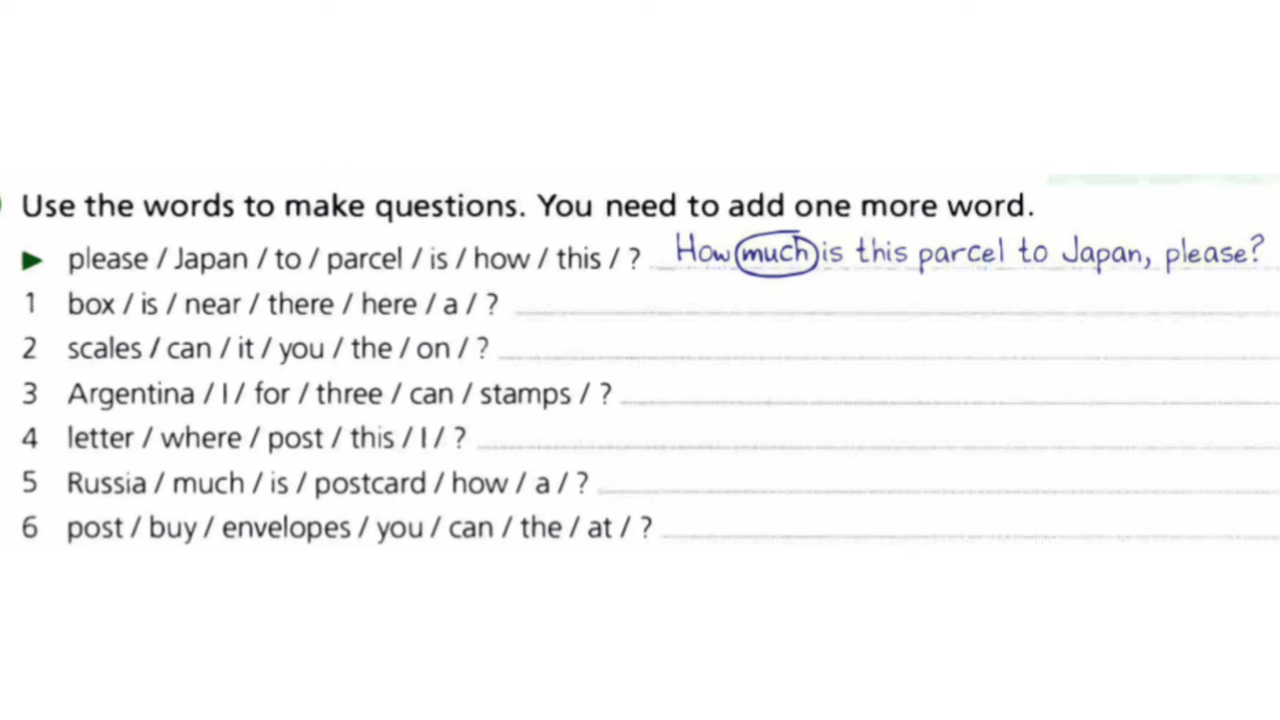 Use the words to make questions. You need to add one more word.
▶ please / Japan / to / parcel / is / how / this / ? How much is this parcel to Japan, please?
1 box / is / near / there / here / a / ?
2 scales / can / it / you / the / on / ?
3 Argentina / I / for / three / can / stamps / ?
4 letter / where / post / this / I / ?
5 Russia / much / is / postcard / how / a / ?
6 post / buy / envelopes / you / can / the / at / ?